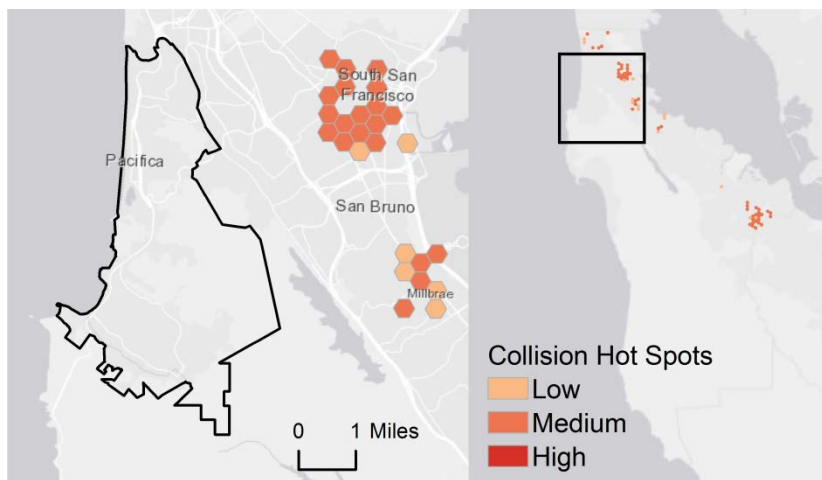 South San
Francisco
Pacifica
San Bruno
Millbrae
0 1 Miles
Collision Hot Spots
Low
Medium
High